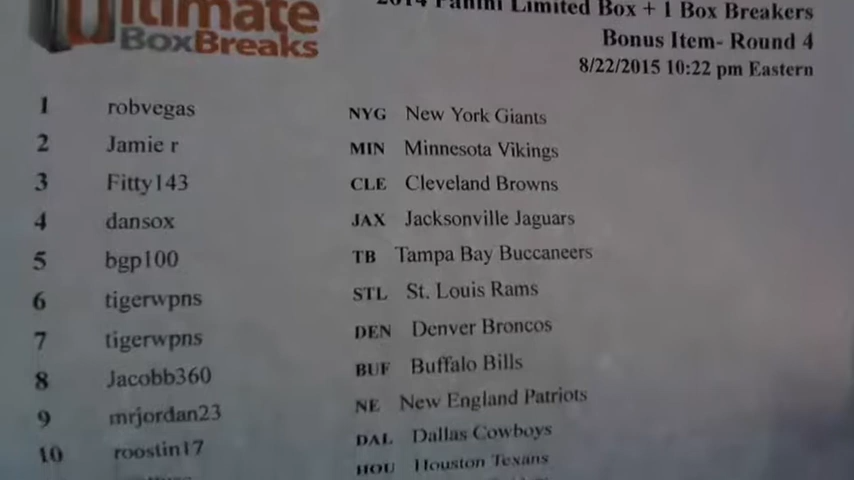 Ultimate
BoxBreaks
2014 Panini Limited Box + 1 Box Breakers
Bonus Item- Round 4
8/22/2015 10:22 pm Eastern
1 robvegas NYG New York Giants
2 Jamie r MIN Minnesota Vikings
3 Fitty143 CLE Cleveland Browns
4 dansox JAX Jacksonville Jaguars
5 bgp100 TB Tampa Bay Buccaneers
6 tigerwpns STL St. Louis Rams
7 tigerwpns DEN Denver Broncos
8 Jacobb360 BUF Buffalo Bills
9 mrjordan23 NE New England Patriots
10 roostin17 DAL Dallas Cowboys
HOU Houston Texans